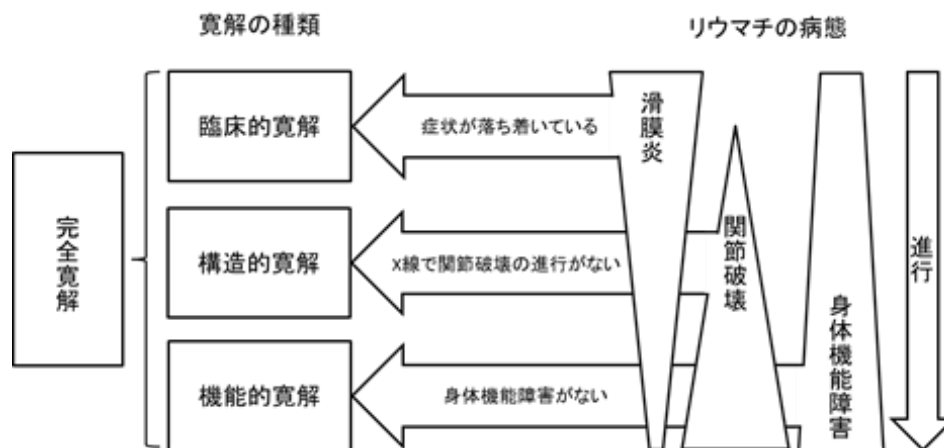 寛解の種類
リウマチの病態
完全寛解
臨床的寛解
症状が落ち着いている
滑膜炎
構造的寛解
X線で関節破壊の進行がない
関節破壊
機能的寛解
身体機能障害がない
身体機能障害
進行